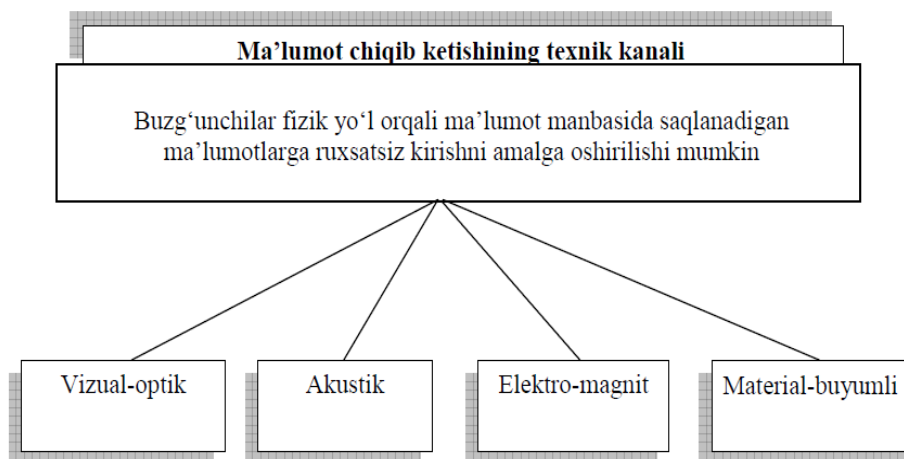 Ma’lumot chiqib ketishining texnik kanali
Buzg‘unchilar fizik yo‘l orqali ma’lumot manbasida saqlanadigan
ma’lumotlarga ruxsatsiz kirishni amalga oshirilishi mumkin
Vizual-optik
Akustik
Elektro-magnit
Material-buyumli